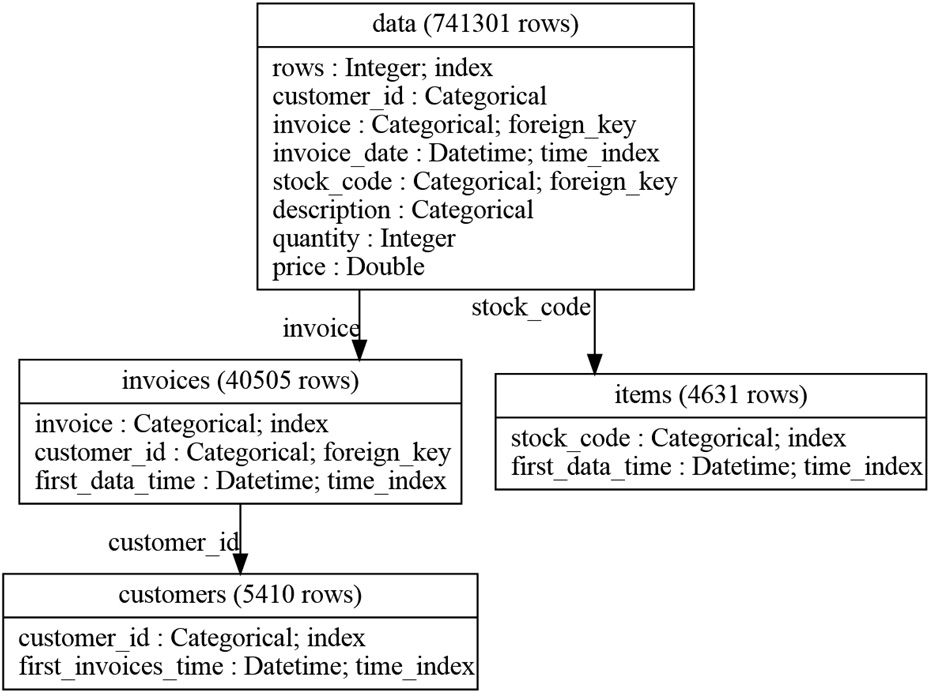 data (741301 rows)
rows : Integer; index
customer_id : Categorical
invoice : Categorical; foreign_key
invoice_date : Datetime; time_index
stock_code : Categorical; foreign_key
description : Categorical
quantity : Integer
price : Double
invoice
stock_code
invoices (40505 rows)
invoice : Categorical; index
customer_id : Categorical; foreign_key
first_data_time : Datetime; time_index
items (4631 rows)
stock_code : Categorical; index
first_data_time : Datetime; time_index
customer_id
customers (5410 rows)
customer_id : Categorical; index
first_invoices_time : Datetime; time_index